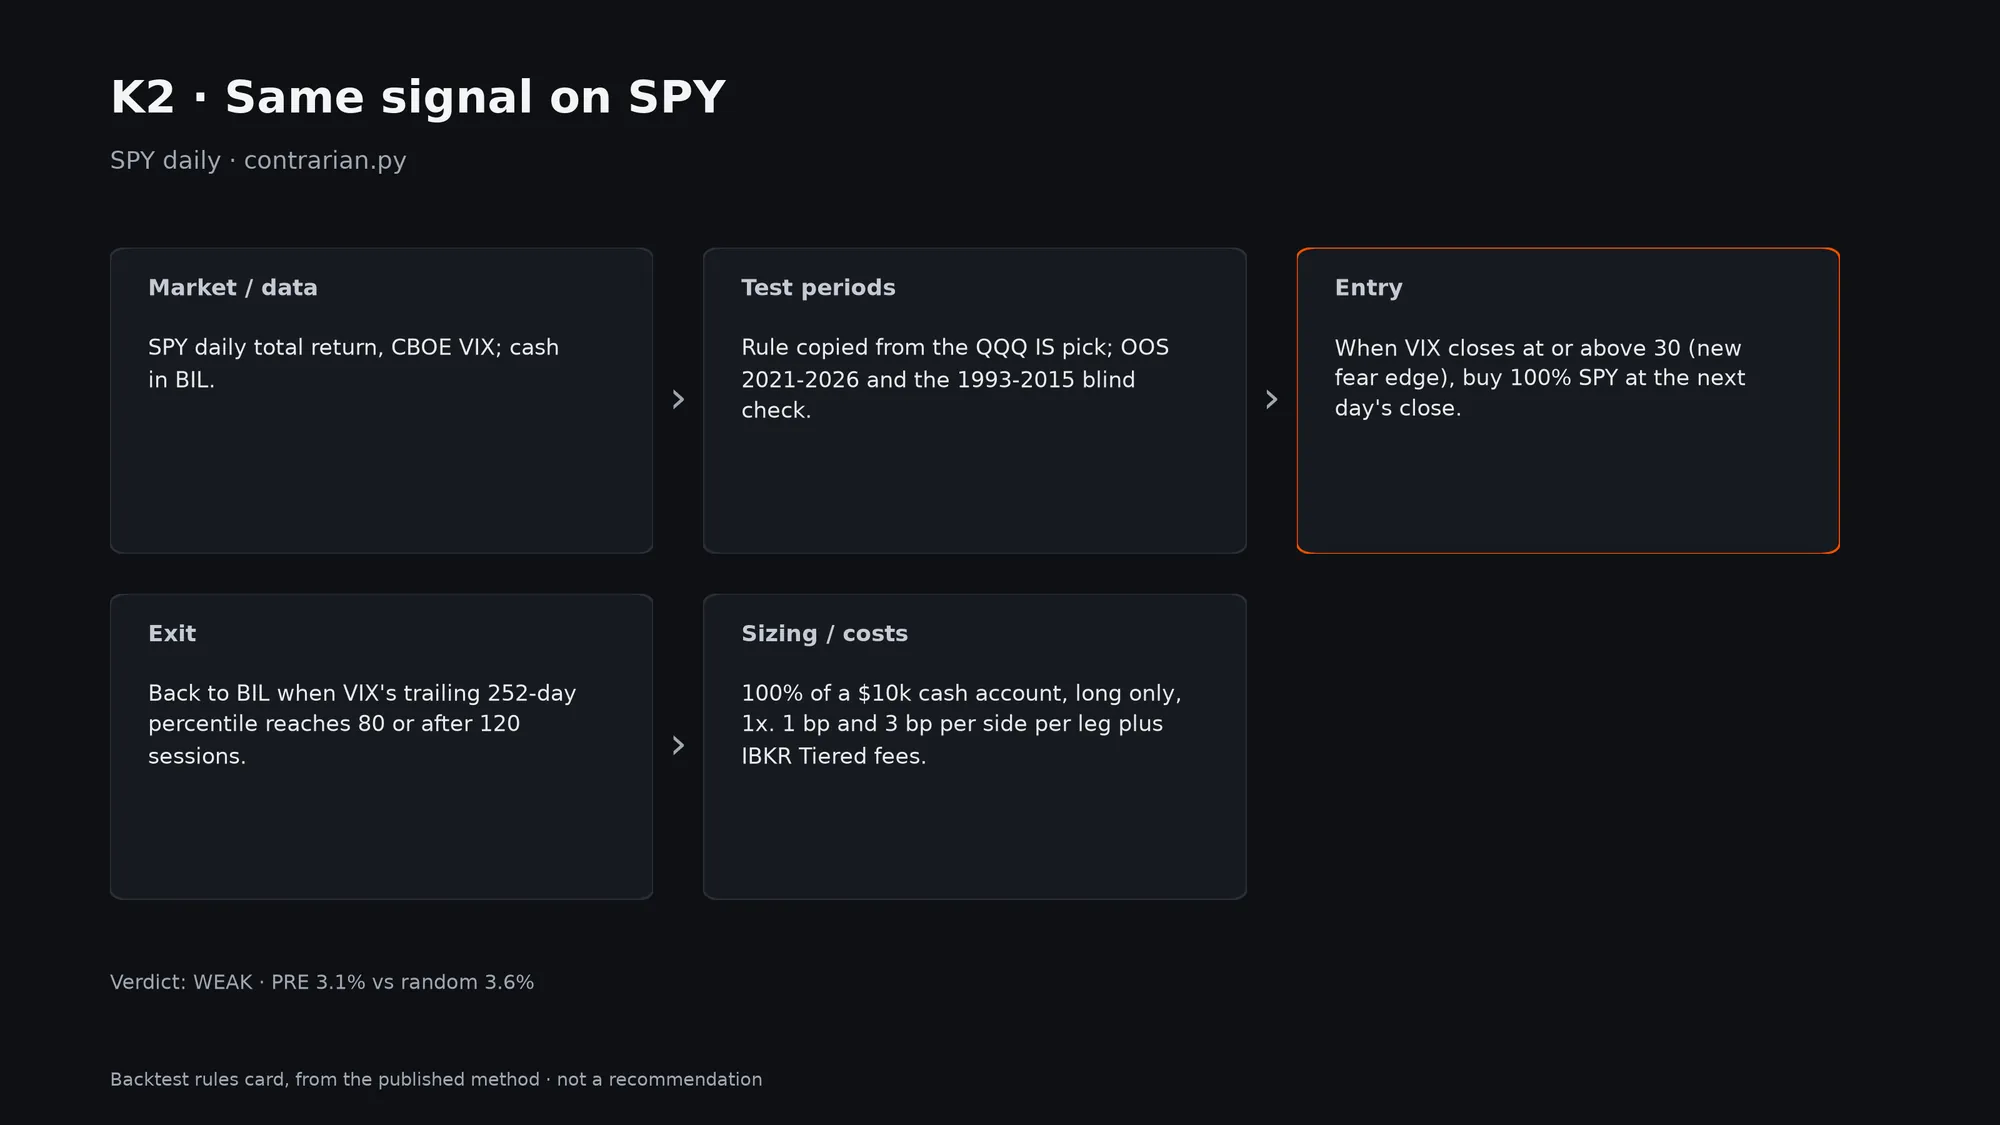 K2 · Same signal on SPY
SPY daily · contrarian.py
Market / data
SPY daily total return, CBOE VIX; cash
in BIL.
›
Test periods
Rule copied from the QQQ IS pick; OOS
2021-2026 and the 1993-2015 blind
check.
›
Entry
When VIX closes at or above 30 (new
fear edge), buy 100% SPY at the next
day's close.
Exit
Back to BIL when VIX's trailing 252-day
percentile reaches 80 or after 120
sessions.
›
Sizing / costs
100% of a $10k cash account, long only,
1x. 1 bp and 3 bp per side per leg plus
IBKR Tiered fees.
Verdict: WEAK · PRE 3.1% vs random 3.6%
Backtest rules card, from the published method · not a recommendation